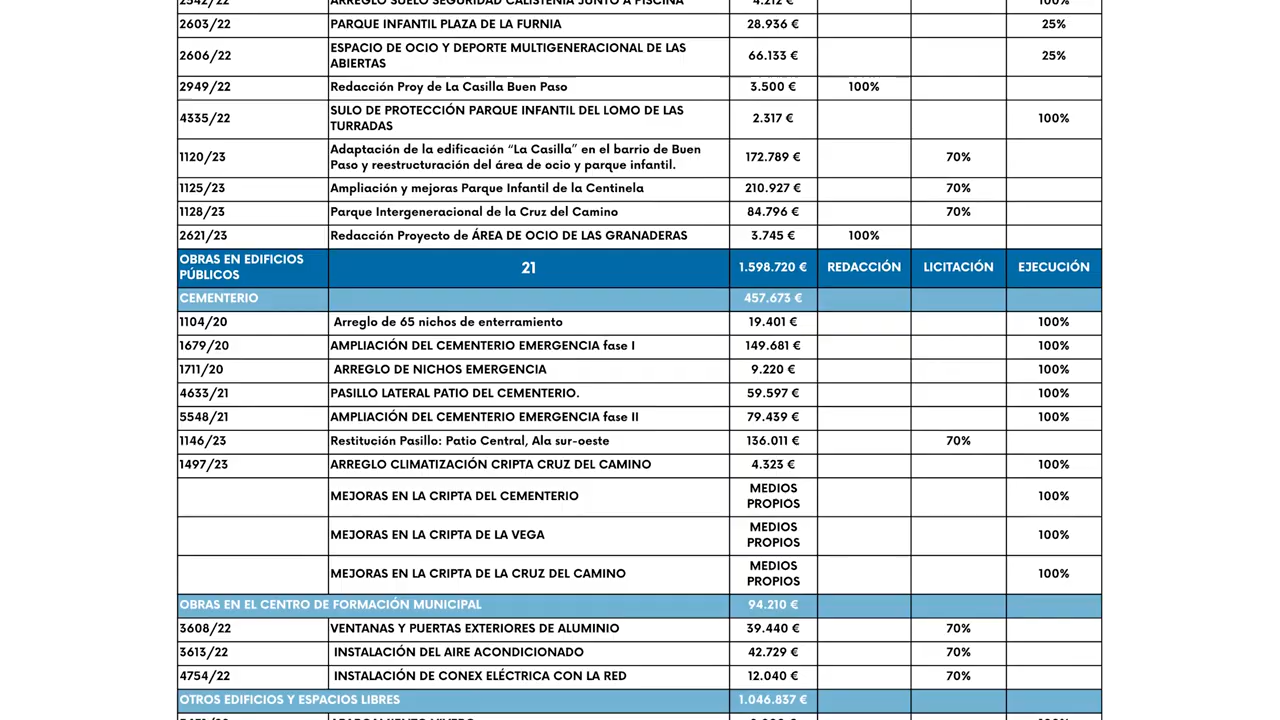 ARREGLO SUELO SEGURIDAD CALISTENIA JUNTO A PISCINA 4.212 € 100%
2603/22 PARQUE INFANTIL PLAZA DE LA FURNIA 28.936 € 25%
2606/22 ESPACIO DE OCIO Y DEPORTE MULTIGENERACIONAL DE LAS
ABIERTAS 66.133 € 25%
2949/22 Redacción Proy de La Casilla Buen Paso 3.500 € 100%
4335/22 SULO DE PROTECCIÓN PARQUE INFANTIL DEL LOMO DE LAS
TURRADAS 2.317 € 100%
1120/23 Adaptación de la edificación “La Casilla” en el barrio de Buen
Paso y reestructuración del área de ocio y parque infantil. 172.789 € 70%
1125/23 Ampliación y mejoras Parque Infantil de la Centinela 210.927 € 70%
1128/23 Parque Intergeneracional de la Cruz del Camino 84.796 € 70%
2621/23 Redacción Proyecto de ÁREA DE OCIO DE LAS GRANADERAS 3.745 € 100%
OBRAS EN EDIFICIOS
PÚBLICOS 21 1.598.720 € REDACCIÓN LICITACIÓN EJECUCIÓN
CEMENTERIO 457.673 €
1104/20 Arreglo de 65 nichos de enterramiento 19.401 € 100%
1679/20 AMPLIACIÓN DEL CEMENTERIO EMERGENCIA fase I 149.681 € 100%
1711/20 ARREGLO DE NICHOS EMERGENCIA 9.220 € 100%
4633/21 PASILLO LATERAL PATIO DEL CEMENTERIO. 59.597 € 100%
5548/21 AMPLIACIÓN DEL CEMENTERIO EMERGENCIA fase II 79.439 € 100%
1146/23 Restitución Pasillo: Patio Central, Ala sur-oeste 136.011 € 70%
1497/23 ARREGLO CLIMATIZACIÓN CRIPTA CRUZ DEL CAMINO 4.323 € 100%
MEJORAS EN LA CRIPTA DEL CEMENTERIO MEDIOS
PROPIOS 100%
MEJORAS EN LA CRIPTA DE LA VEGA MEDIOS
PROPIOS 100%
MEJORAS EN LA CRIPTA DE LA CRUZ DEL CAMINO MEDIOS
PROPIOS 100%
OBRAS EN EL CENTRO DE FORMACIÓN MUNICIPAL 94.210 €
3608/22 VENTANAS Y PUERTAS EXTERIORES DE ALUMINIO 39.440 € 70%
3613/22 INSTALACIÓN DEL AIRE ACONDICIONADO 42.729 € 70%
4754/22 INSTALACIÓN DE CONEX ELÉCTRICA CON LA RED 12.040 € 70%
OTROS EDIFICIOS Y ESPACIOS LIBRES 1.046.837 €